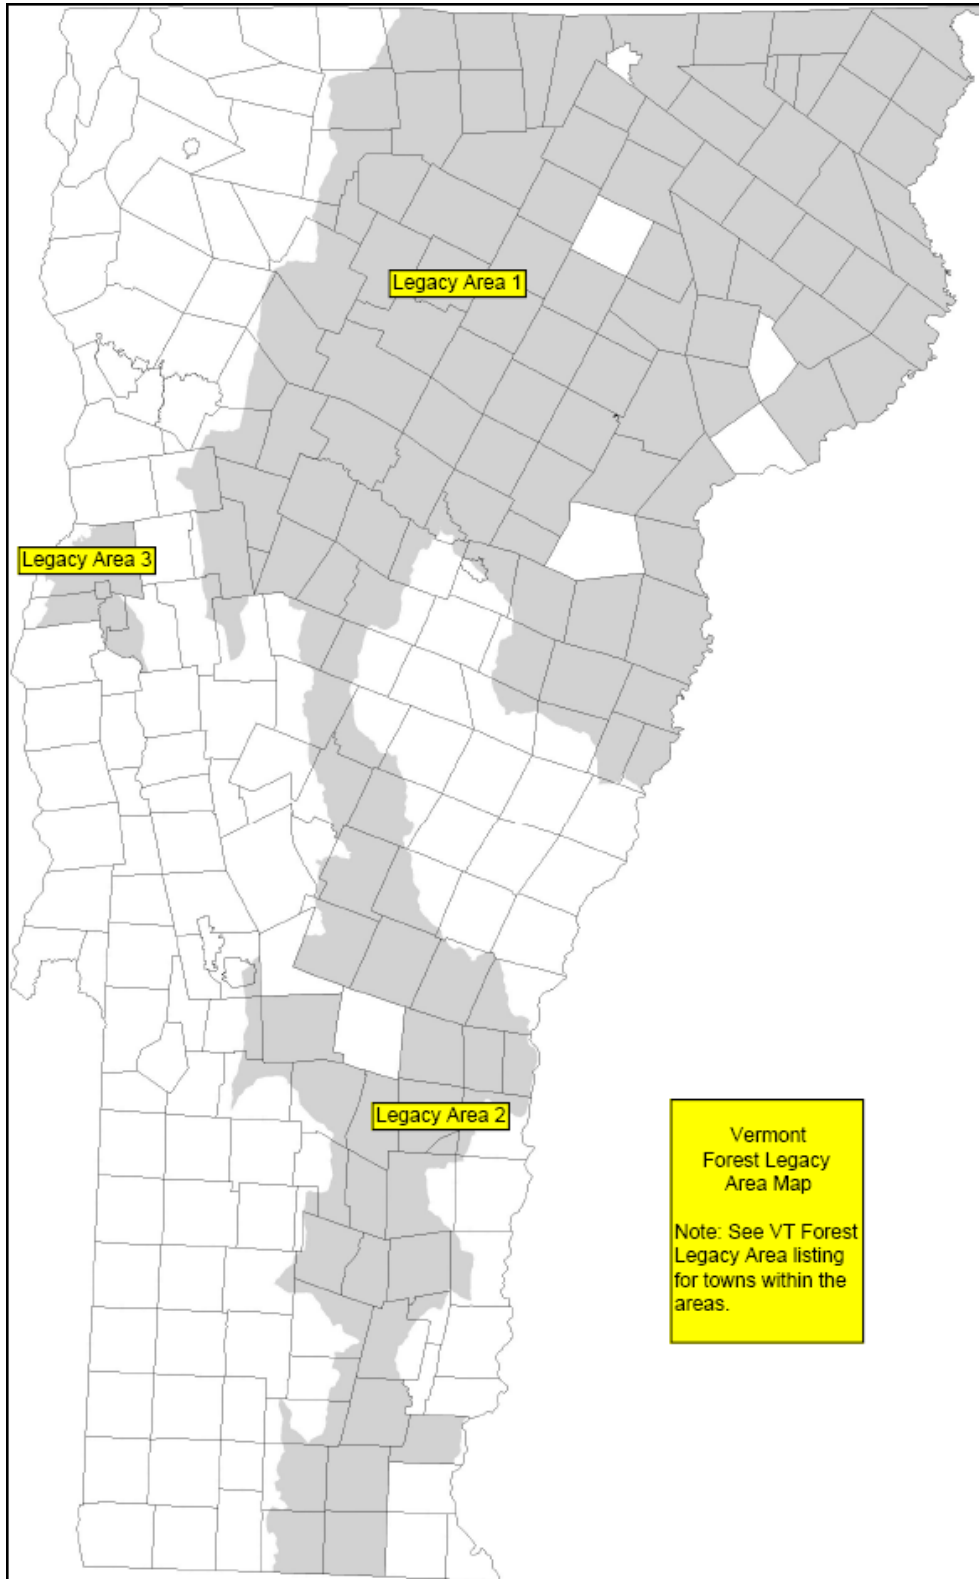 Legacy Area 1
Legacy Area 3
Legacy Area 2
Vermont
Forest Legacy
Area Map
Note: See VT Forest
Legacy Area listing
for towns within the
areas.